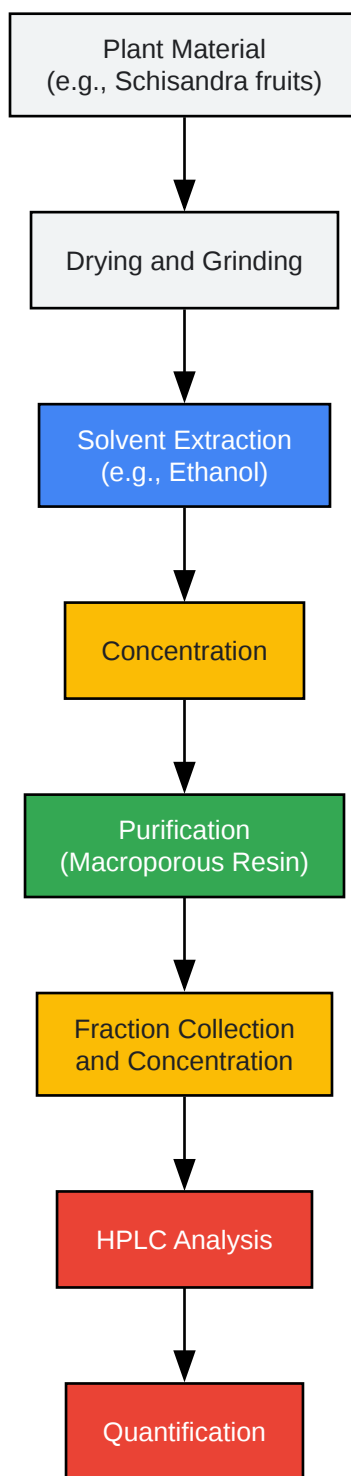 Plant Material
(e.g., Schisandra fruits)
Drying and Grinding
Solvent Extraction
(e.g., Ethanol)
Concentration
Purification
(Macroporous Resin)
Fraction Collection
and Concentration
HPLC Analysis
Quantification